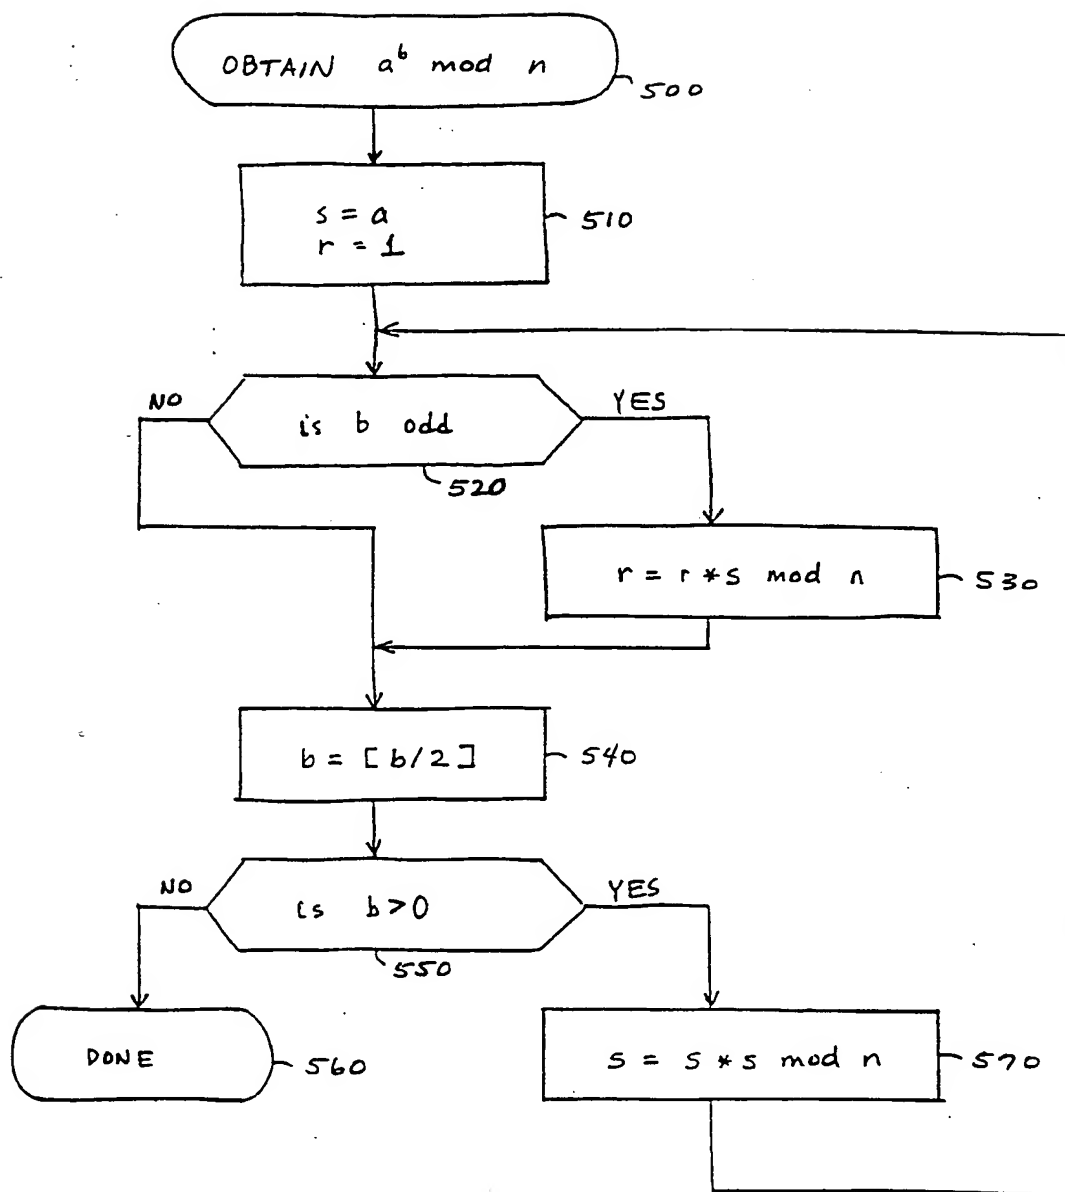 OBTAIN a^b mod n
500
s = a
r = 1
510
NO
is b odd
YES
520
r = r * s mod n
530
b = [b/2]
540
NO
is b>0
YES
550
DONE
560
s = s * s mod n
570